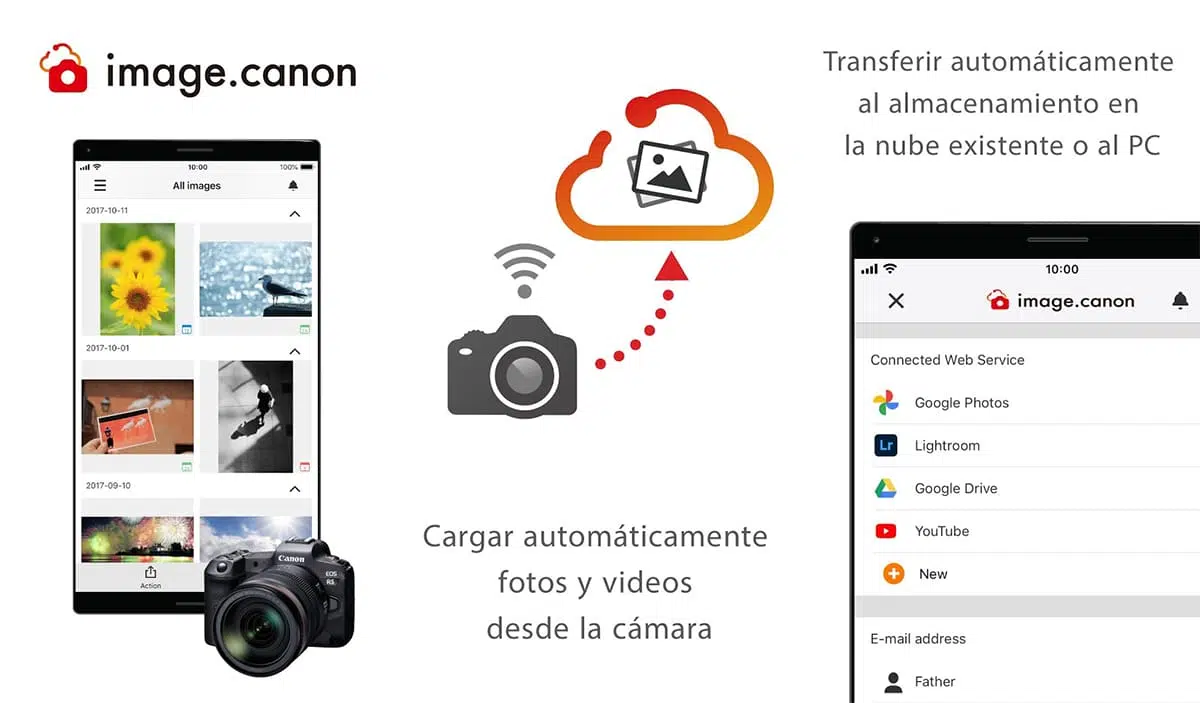 image.canon
10:00
100%
All images
2017-10-11
2017-10-01
2017-09-10
Action
Canon
EOS
R5
Cargar automáticamente
fotos y videos
desde la cámara
Transferir automáticamente
al almacenamiento en
la nube existente o al PC
10:00
image.canon
Connected Web Service
Google Photos
Lr Lightroom
Google Drive
YouTube
New
E-mail address
Father